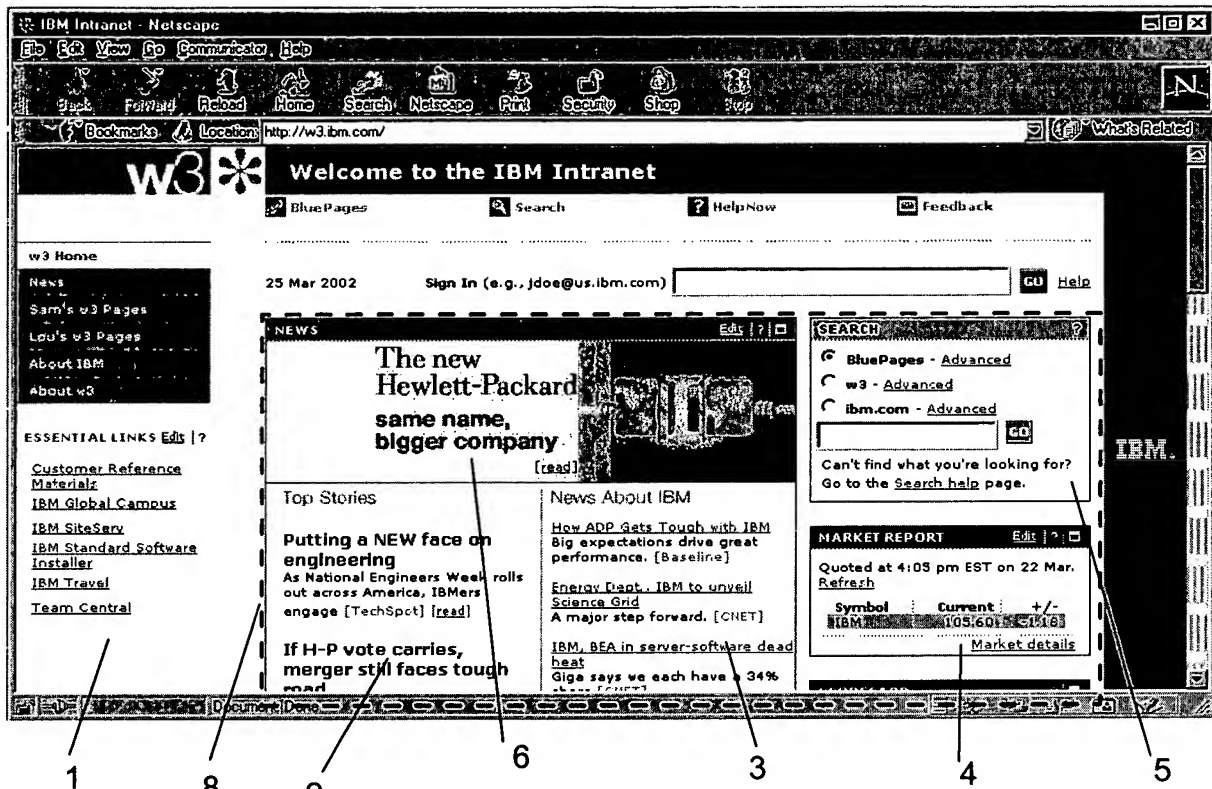 IBM Intranet - Netscape
File Edit View Go Communicator Help
Back Forward Reload Home Search Netscape Print Security Shop Stop
Bookmarks Location: http://w3.ibm.com/ What's Related
w3 Welcome to the IBM Intranet
BluePages Search HelpNow Feedback
w3 Home
News
Sam's w3 Pages
Lou's w3 Pages
About IBM
About w3
25 Mar 2002 Sign In (e.g., jdoe@us.ibm.com) GO Help
ESSENTIAL LINKS Edit | ?
Customer Reference
Materials
IBM Global Campus
IBM SiteServ
IBM Standard Software
Installer
IBM Travel
Team Central
NEWS Edit | ? |
The new
Hewlett-Packard
same name,
bigger company
[read]
Top Stories
Putting a NEW face on
engineering
As National Engineers Week rolls
out across America, IBMers
engage [TechSpot] [read]
If H-P vote carries,
merger still faces tough
road
News About IBM
How ADP Gets Tough with IBM
Big expectations drive great
performance. [Baseline]
Energy Dept., IBM to unveil
Science Grid
A major step forward. [CNET]
IBM, BEA in server-software dead
heat
Giga says we each have a 34%
share [CNET]
SEARCH ?
BluePages - Advanced
w3 - Advanced
ibm.com - Advanced
GO
Can't find what you're looking for?
Go to the Search help page.
MARKET REPORT Edit | ? |
Quoted at 4:05 pm EST on 22 Mar.
Refresh
Symbol Current +/-
IBM 105.60 -1.18
Market details
IBM.
Document: Done
1 8 6 3 4 5